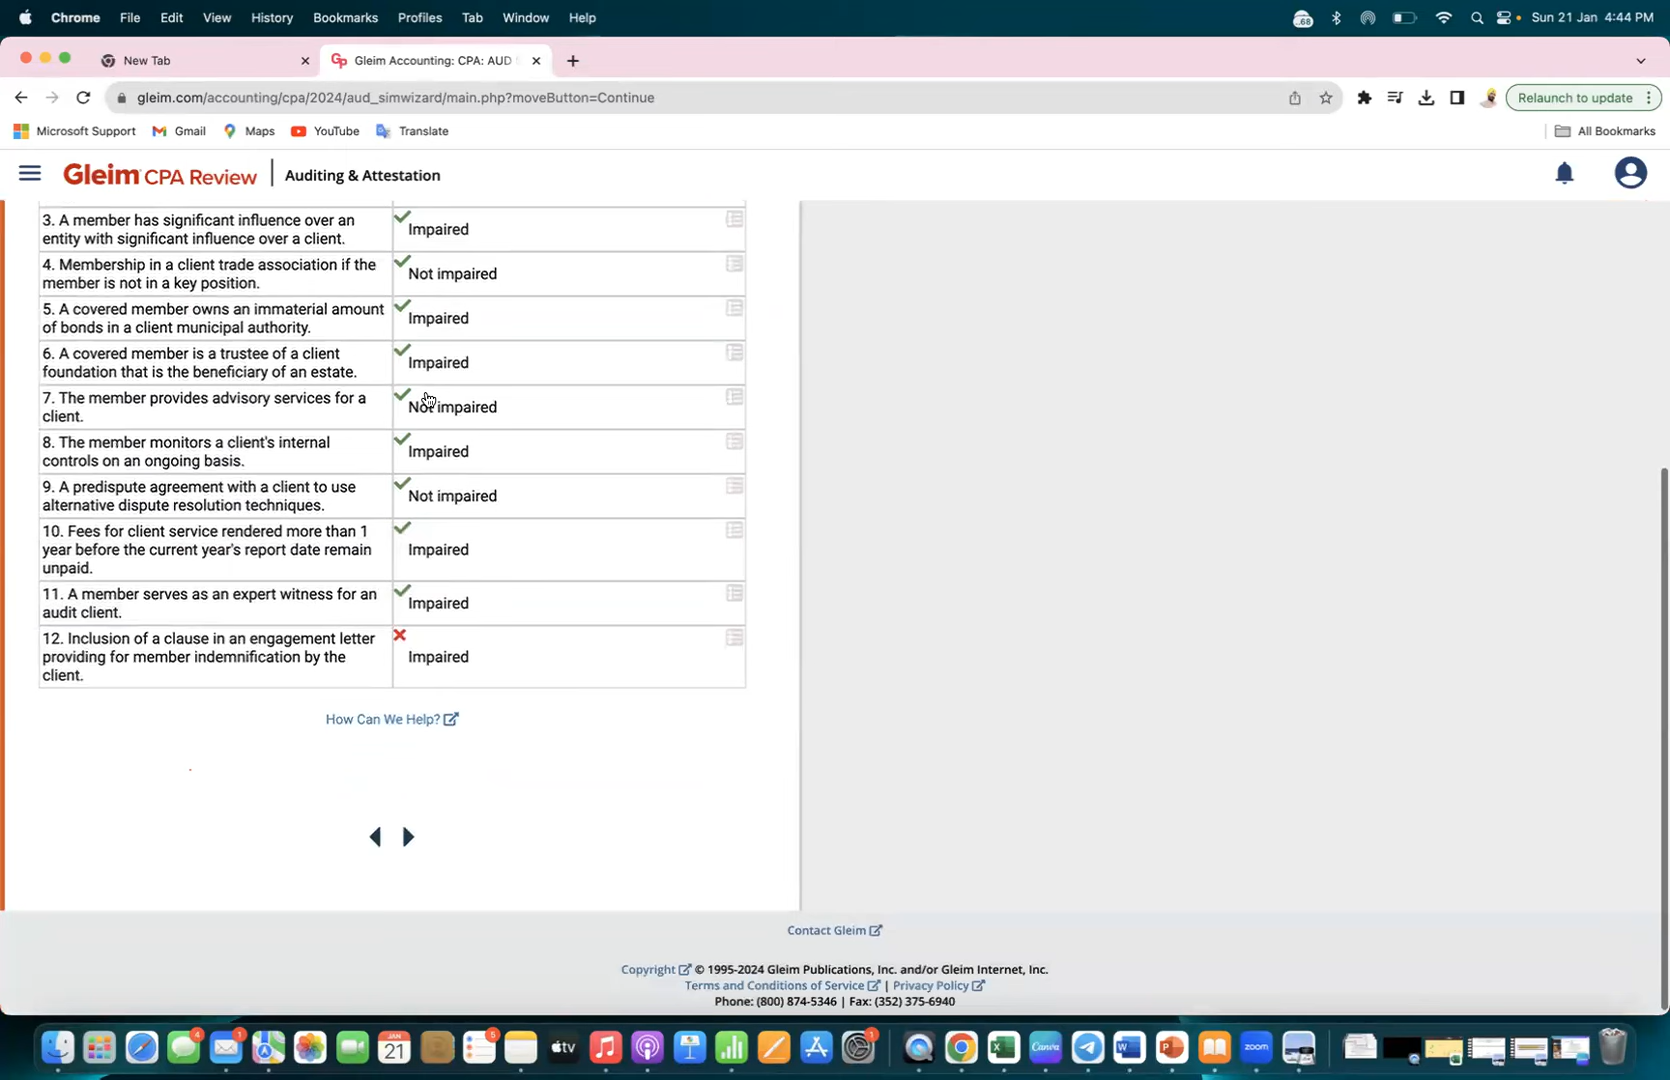 Chrome File Edit View History Bookmarks Profiles Tab Window Help
68
Sun 21 Jan 4:44 PM
New Tab
Gleim Accounting: CPA: AUD
gleim.com/accounting/cpa/2024/aud_simwizard/main.php?moveButton=Continue
Relaunch to update
Microsoft Support Gmail Maps YouTube Translate All Bookmarks
Gleim CPA Review Auditing & Attestation
3. A member has significant influence over an
entity with significant influence over a client.
Impaired
4. Membership in a client trade association if the
member is not in a key position.
Not impaired
5. A covered member owns an immaterial amount
of bonds in a client municipal authority.
Impaired
6. A covered member is a trustee of a client
foundation that is the beneficiary of an estate.
Impaired
7. The member provides advisory services for a
client.
Not impaired
8. The member monitors a client's internal
controls on an ongoing basis.
Impaired
9. A predispute agreement with a client to use
alternative dispute resolution techniques.
Not impaired
10. Fees for client service rendered more than 1
year before the current year's report date remain
unpaid.
Impaired
11. A member serves as an expert witness for an
audit client.
Impaired
12. Inclusion of a clause in an engagement letter
providing for member indemnification by the
client.
Impaired
How Can We Help?
Contact Gleim
Copyright © 1995-2024 Gleim Publications, Inc. and/or Gleim Internet, Inc.
Terms and Conditions of Service | Privacy Policy
Phone: (800) 874-5346 | Fax: (352) 375-6940
4
1
JAN
21
tv
1
Canva
zoom